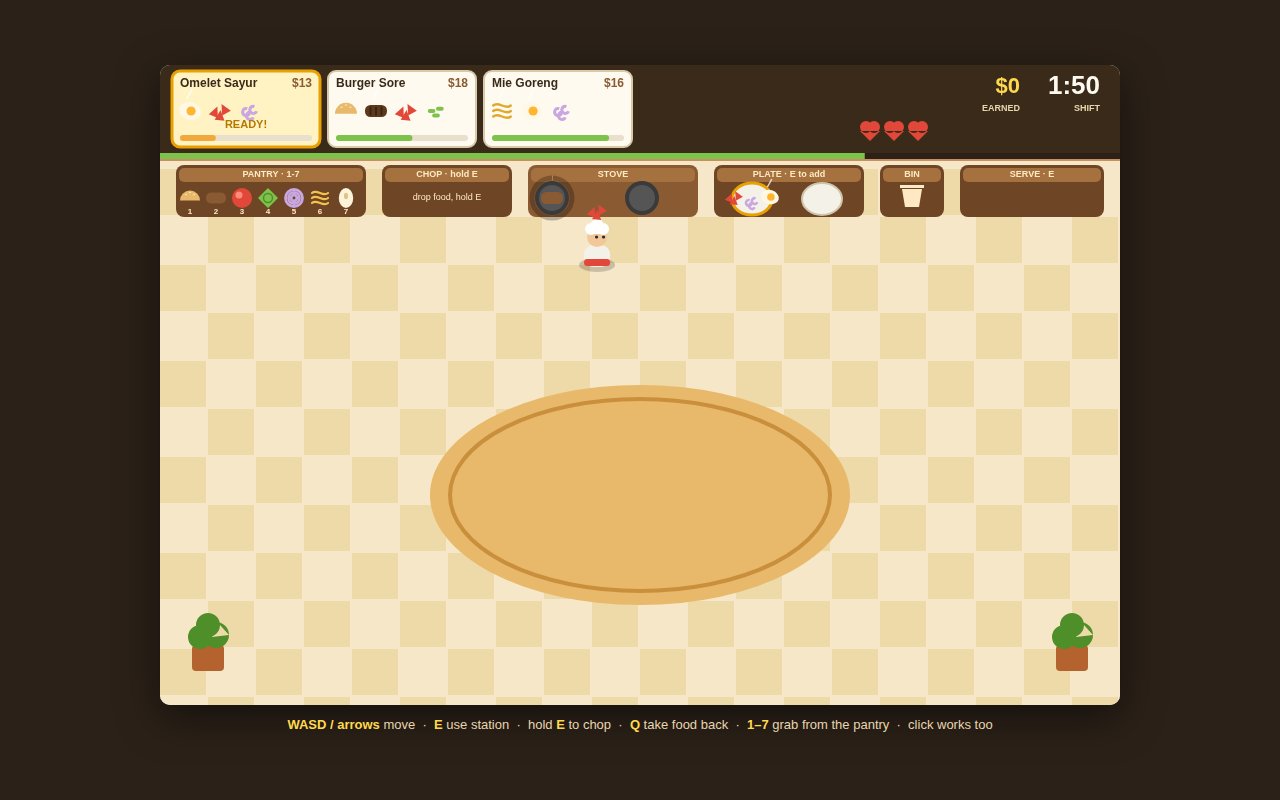 Omelet Sayur $13
READY!
Burger Sore $18
Mie Goreng $16
$0
EARNED
1:50
SHIFT
PANTRY · 1-7
1 2 3 4 5 6 7
CHOP · hold E
drop food, hold E
STOVE
PLATE · E to add
BIN
SERVE · E
WASD / arrows move · E use station · hold E to chop · Q take food back · 1–7 grab from the pantry · click works too